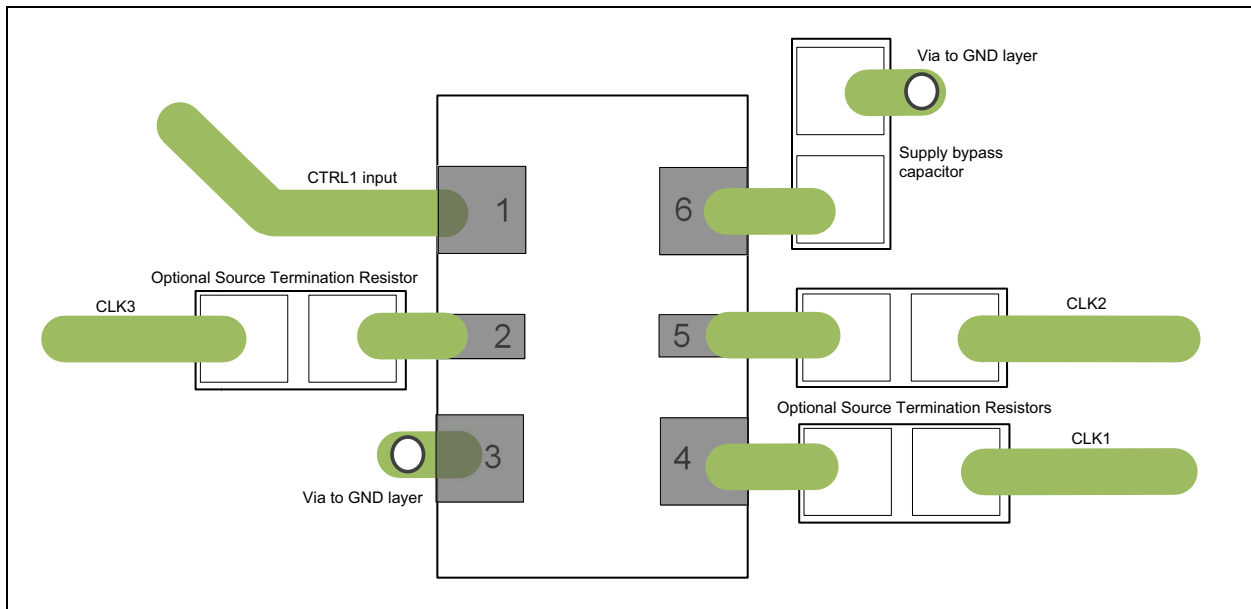 Via to GND layer
Supply bypass
capacitor
CTRL1 input
1
6
Optional Source Termination Resistor
CLK3
2
5
CLK2
Optional Source Termination Resistors
3
4
CLK1
Via to GND layer